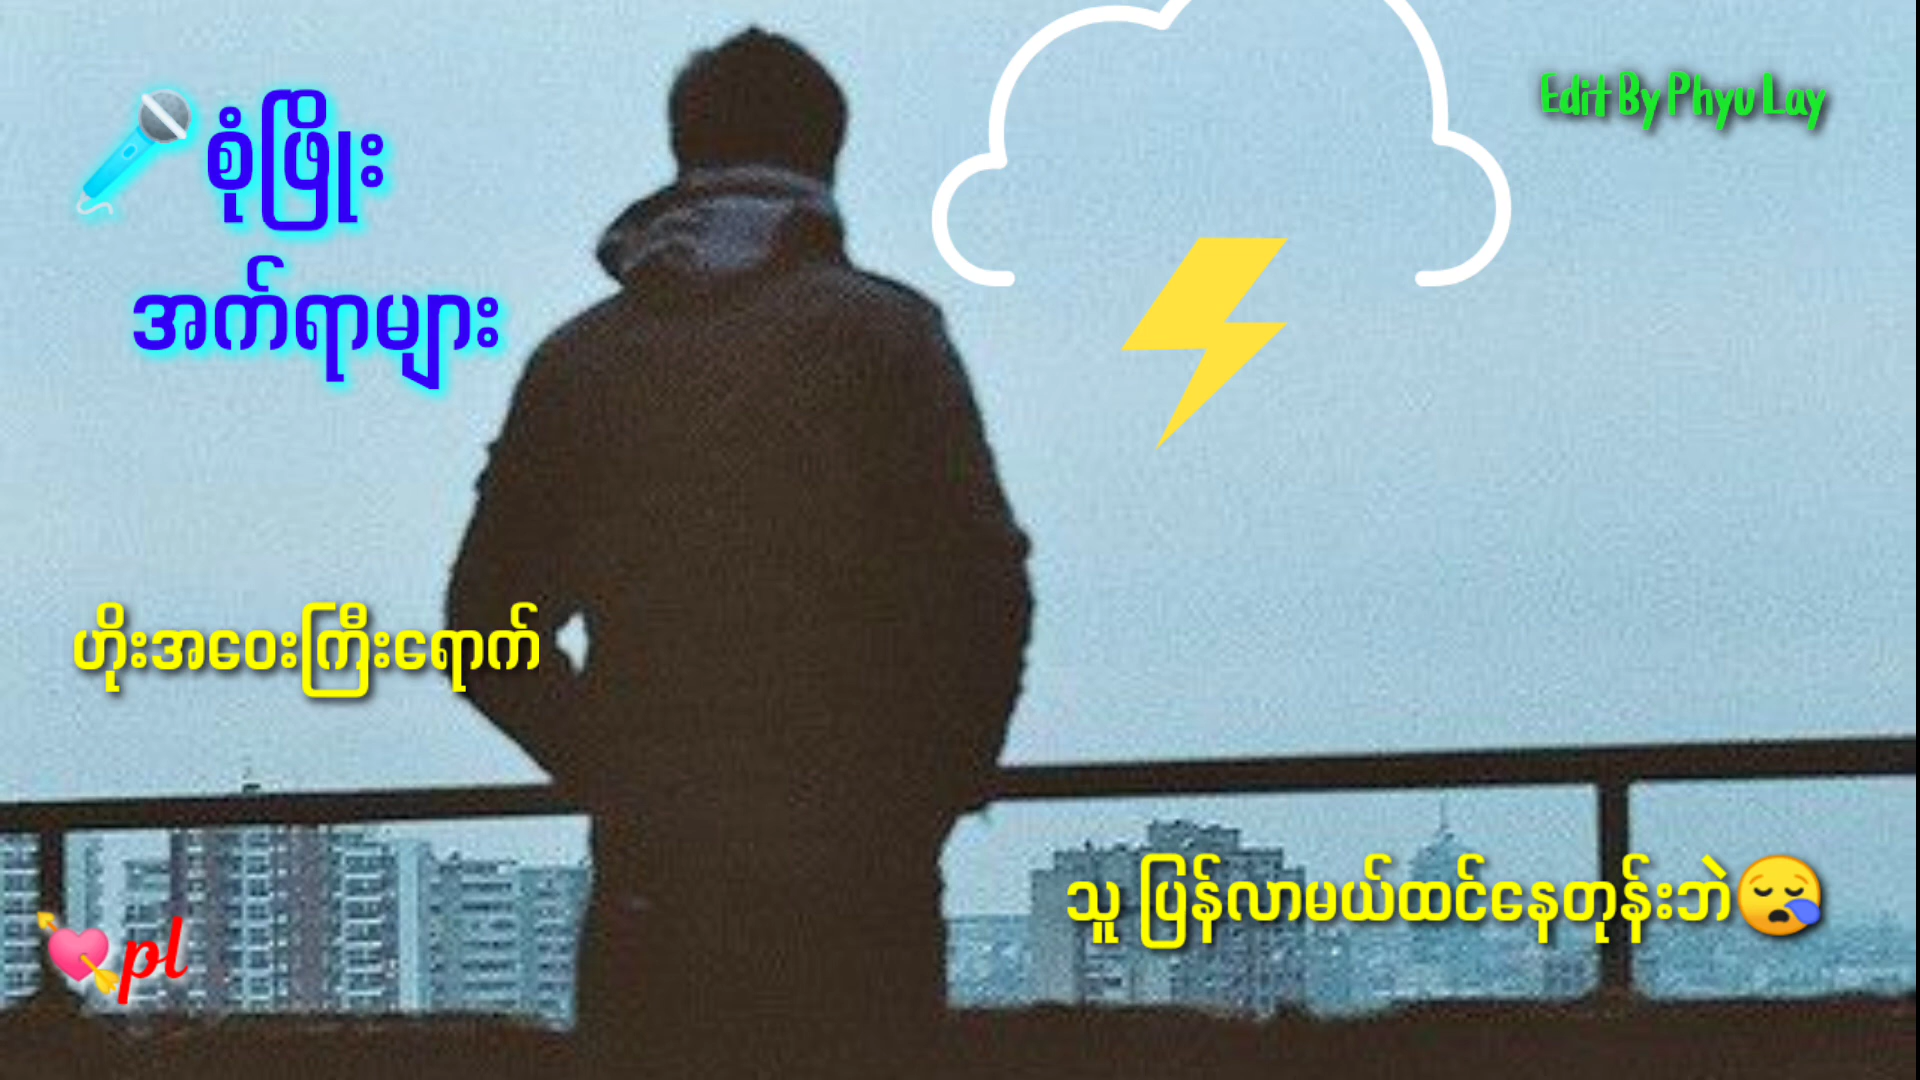 စုံဖြိုး
အက်ရာများ
Edit By Phyu Lay
ဟိုးအဝေးကြီးရောက်
သူ ပြန်လာမယ်ထင်နေတုန်းဘဲ😪
pl